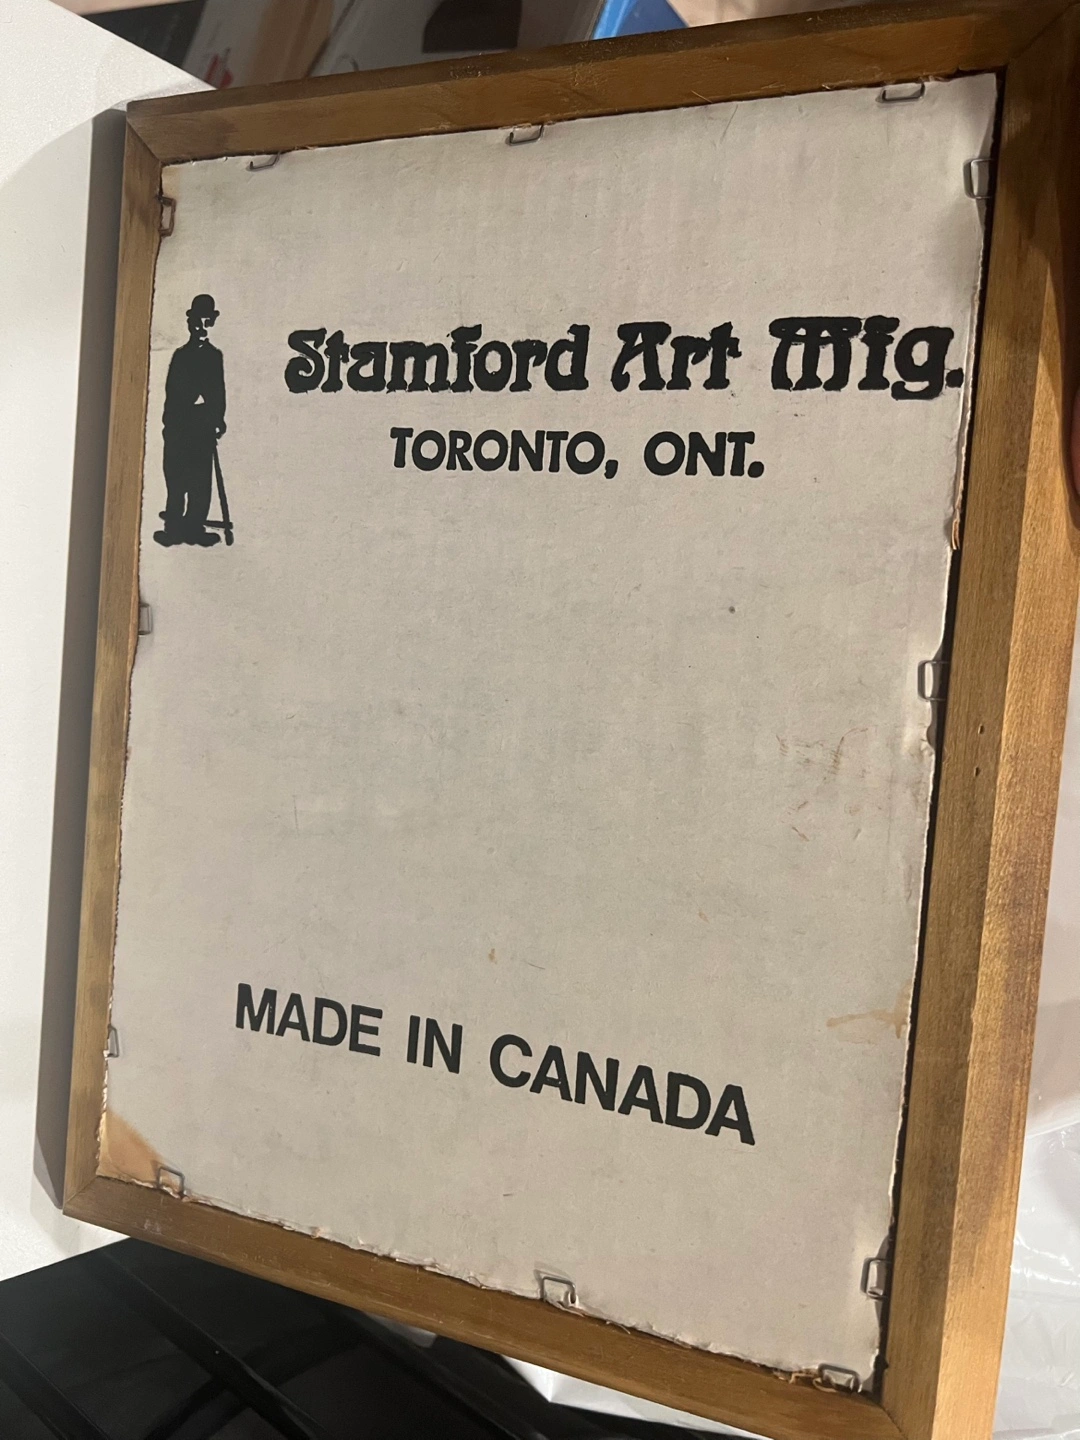 Stamford Art Mfg.
TORONTO, ONT.
MADE IN CANADA